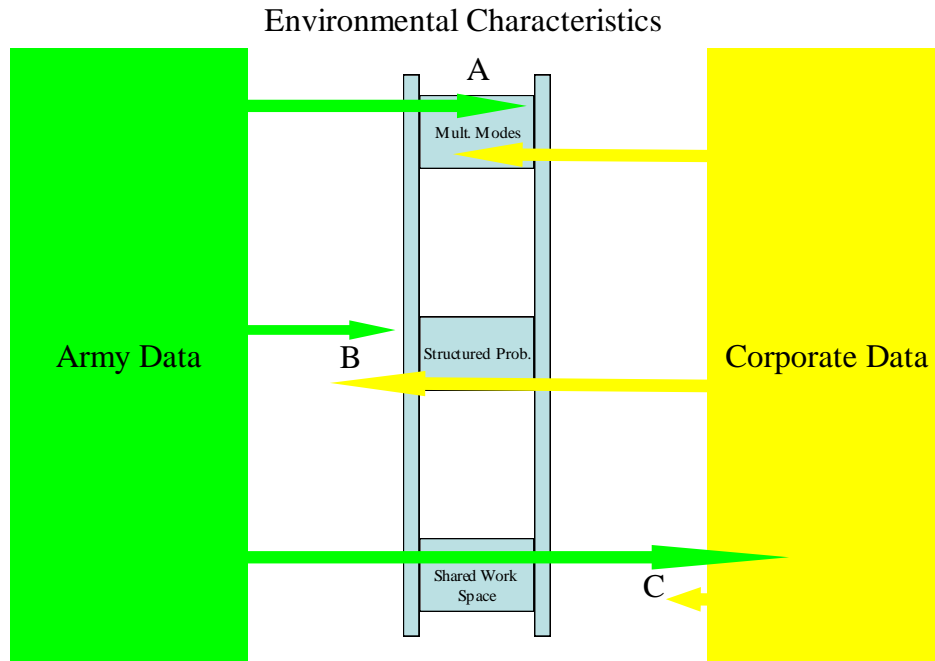 Environmental Characteristics
A
Mult. Modes
Army Data
B
Structured Prob.
Corporate Data
Shared Work
Space
C